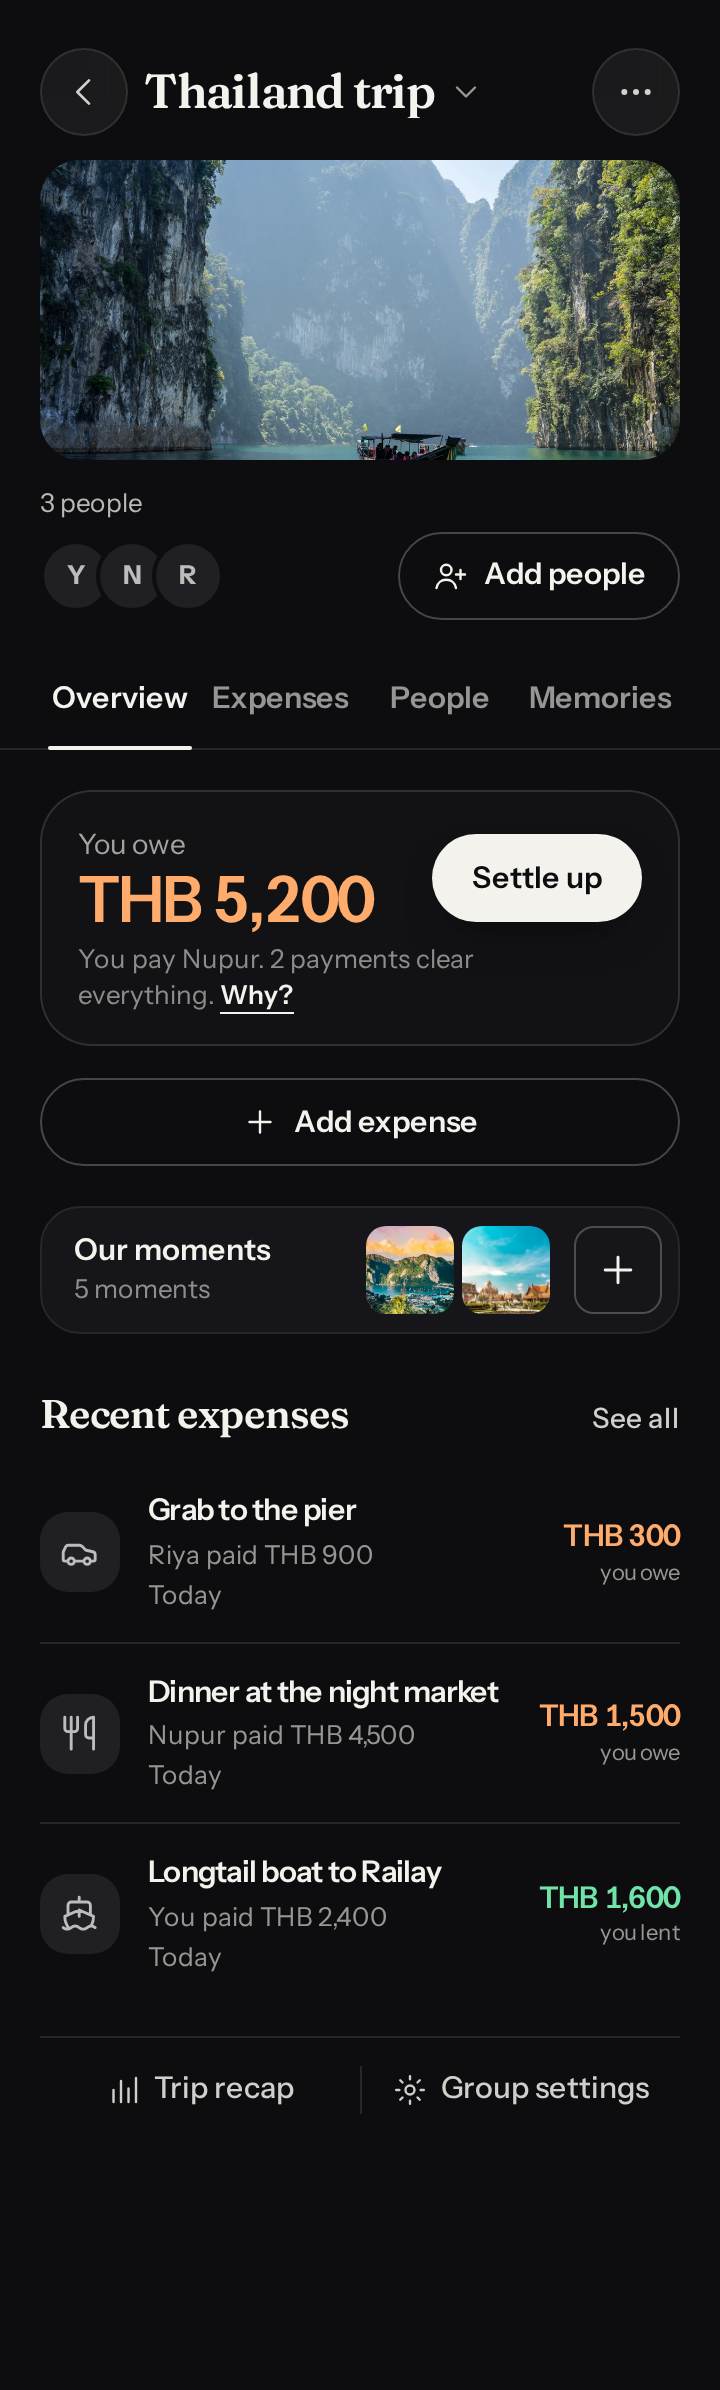 Thailand trip
3 people
Y N R
Add people
Overview Expenses People Memories
You owe
THB 5,200
Settle up
You pay Nupur. 2 payments clear
everything. Why?
Add expense
Our moments
5 moments
Recent expenses
See all
Grab to the pier
Riya paid THB 900
Today
THB 300
you owe
Dinner at the night market
Nupur paid THB 4,500
Today
THB 1,500
you owe
Longtail boat to Railay
You paid THB 2,400
Today
THB 1,600
you lent
Trip recap
Group settings